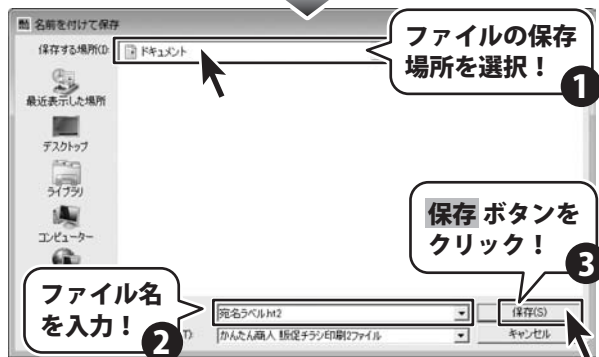 名前を付けて保存
保存する場所(I):
ドキュメント
ファイルの保存
場所を選択！
1
最近表示した場所
デスクトップ
ライブラリ
コンピューター
保存 ボタンを
クリック！
3
ファイル名
を入力！
2
宛名ラベル.ht2
保存(S)
T):
かんたん商人 販促チラシ印刷2ファイル
キャンセル